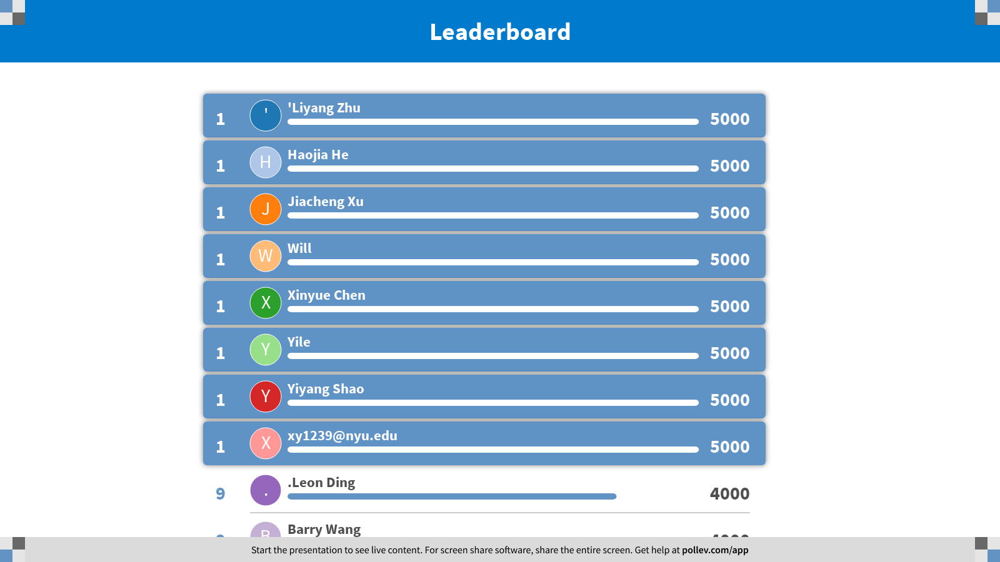 Leaderboard
1 ' 'Liyang Zhu 5000
1 H Haojia He 5000
1 J Jiacheng Xu 5000
1 W Will 5000
1 X Xinyue Chen 5000
1 Y Yile 5000
1 Y Yiyang Shao 5000
1 X xy1239@nyu.edu 5000
9 . .Leon Ding 4000
9 B Barry Wang 4000
Start the presentation to see live content. For screen share software, share the entire screen. Get help at pollev.com/app